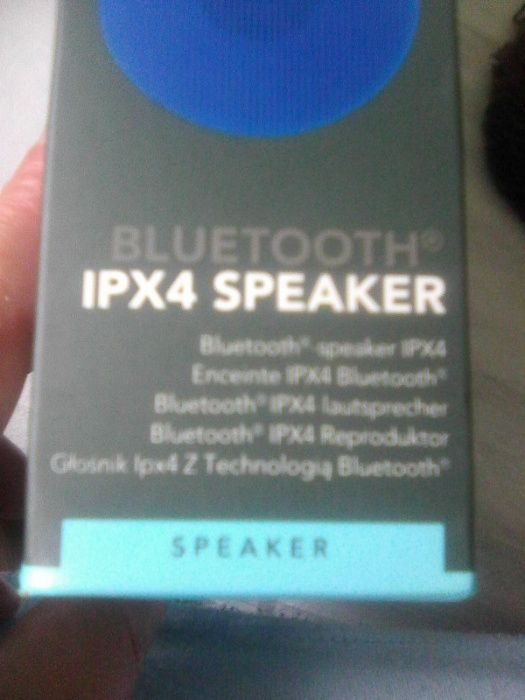 BLUETOOTH®
IPX4 SPEAKER
Bluetooth® speaker IPX4
Enceinte IPX4 Bluetooth®
Bluetooth® IPX4 lautsprecher
Bluetooth® IPX4 Reproduktor
Głośnik Ipx4 Z Technologią Bluetooth®
SPEAKER